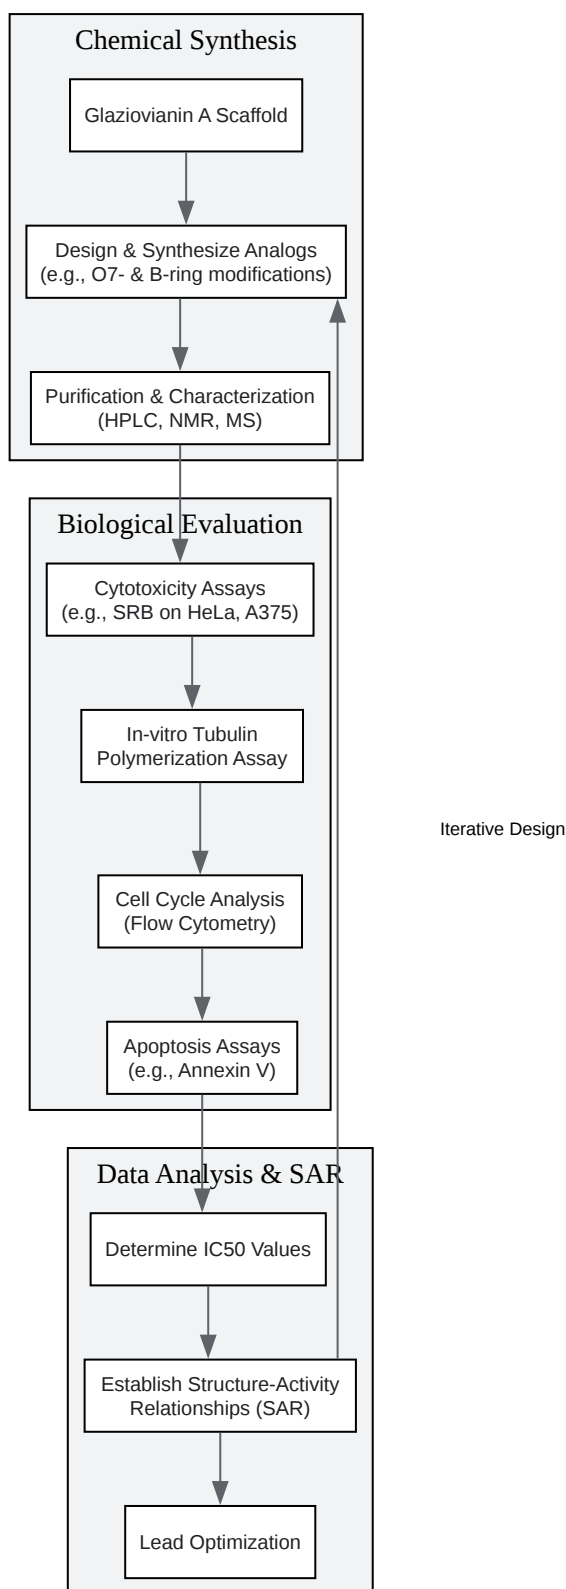 Chemical Synthesis
Glaziovianin A Scaffold
Design & Synthesize Analogs
(e.g., O7- & B-ring modifications)
Purification & Characterization
(HPLC, NMR, MS)
Biological Evaluation
Cytotoxicity Assays
(e.g., SRB on HeLa, A375)
In-vitro Tubulin
Polymerization Assay
Iterative Design
Cell Cycle Analysis
(Flow Cytometry)
Apoptosis Assays
(e.g., Annexin V)
Data Analysis & SAR
Determine IC50 Values
Establish Structure-Activity
Relationships (SAR)
Lead Optimization